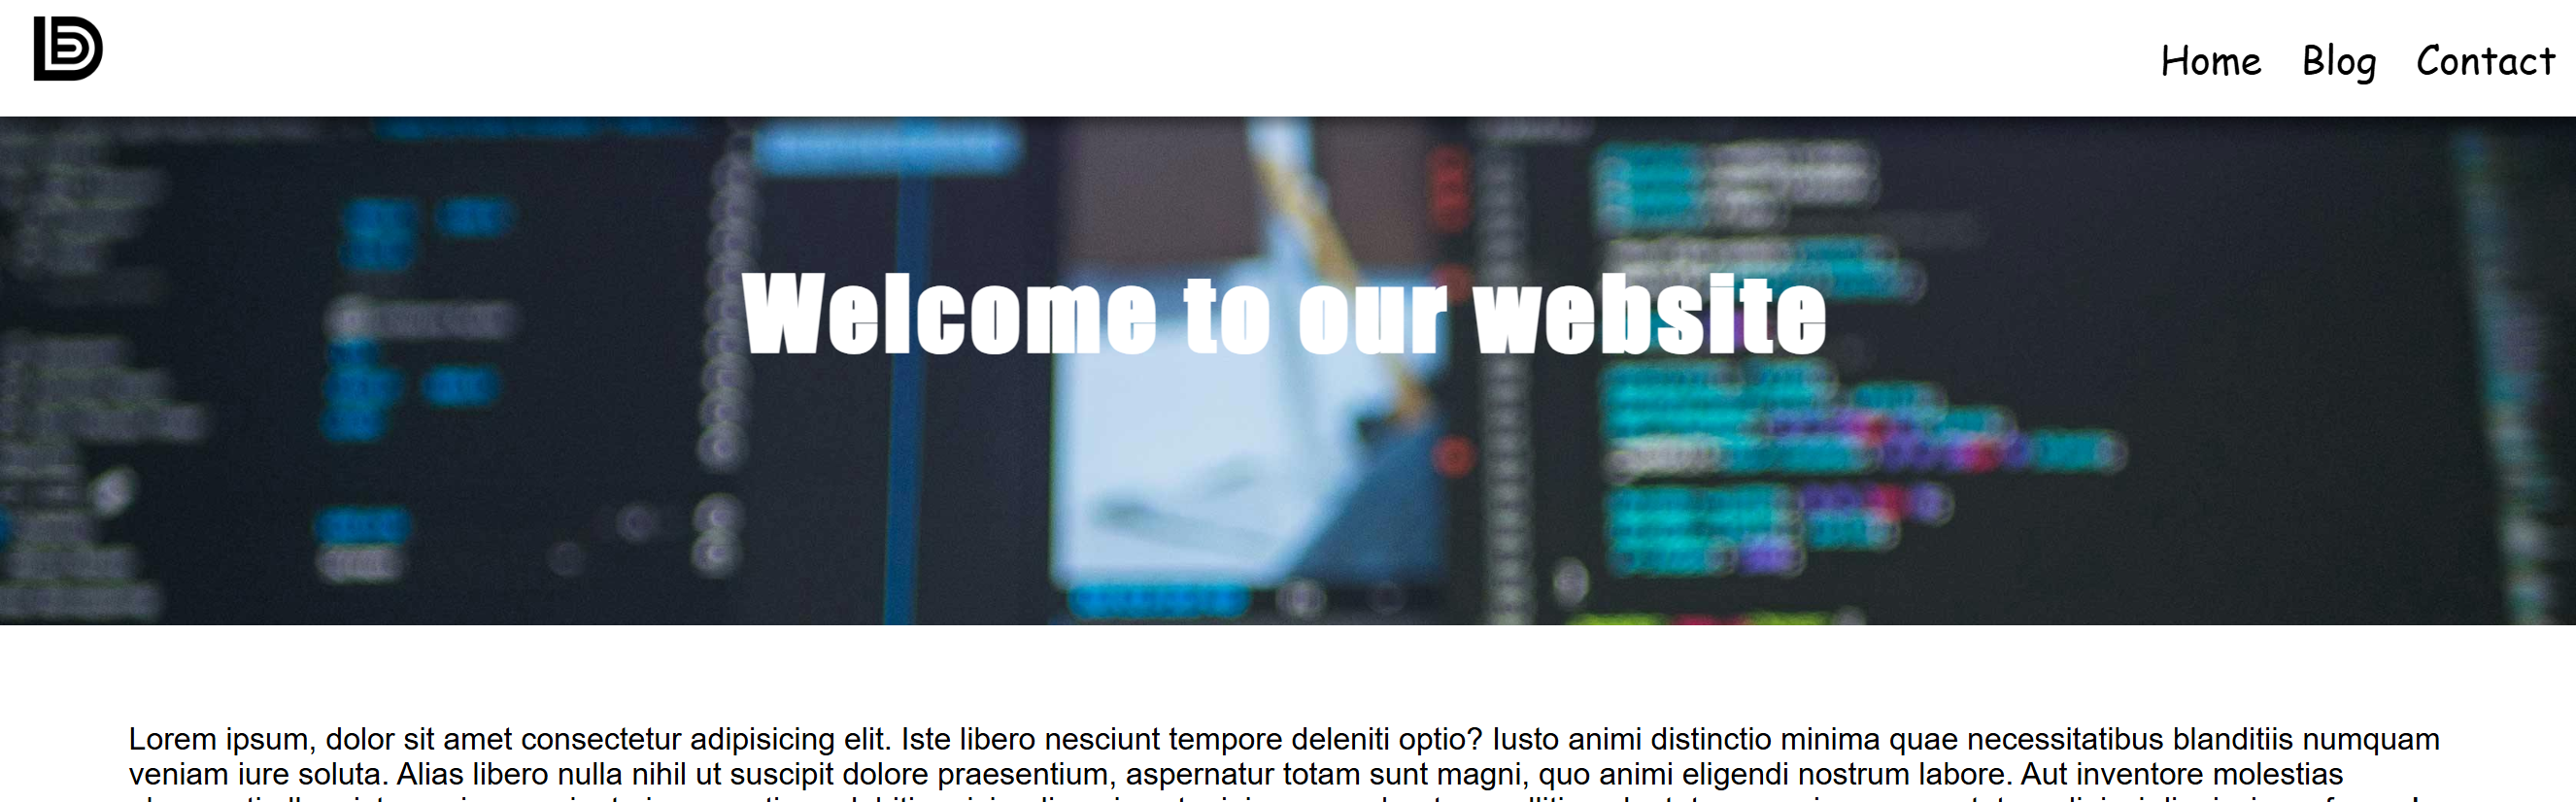 Home Blog Contact
Welcome to our website
Lorem ipsum, dolor sit amet consectetur adipisicing elit. Iste libero nesciunt tempore deleniti optio? Iusto animi distinctio minima quae necessitatibus blanditiis numquam
veniam iure soluta. Alias libero nulla nihil ut suscipit dolore praesentium, aspernatur totam sunt magni, quo animi eligendi nostrum labore. Aut inventore molestias